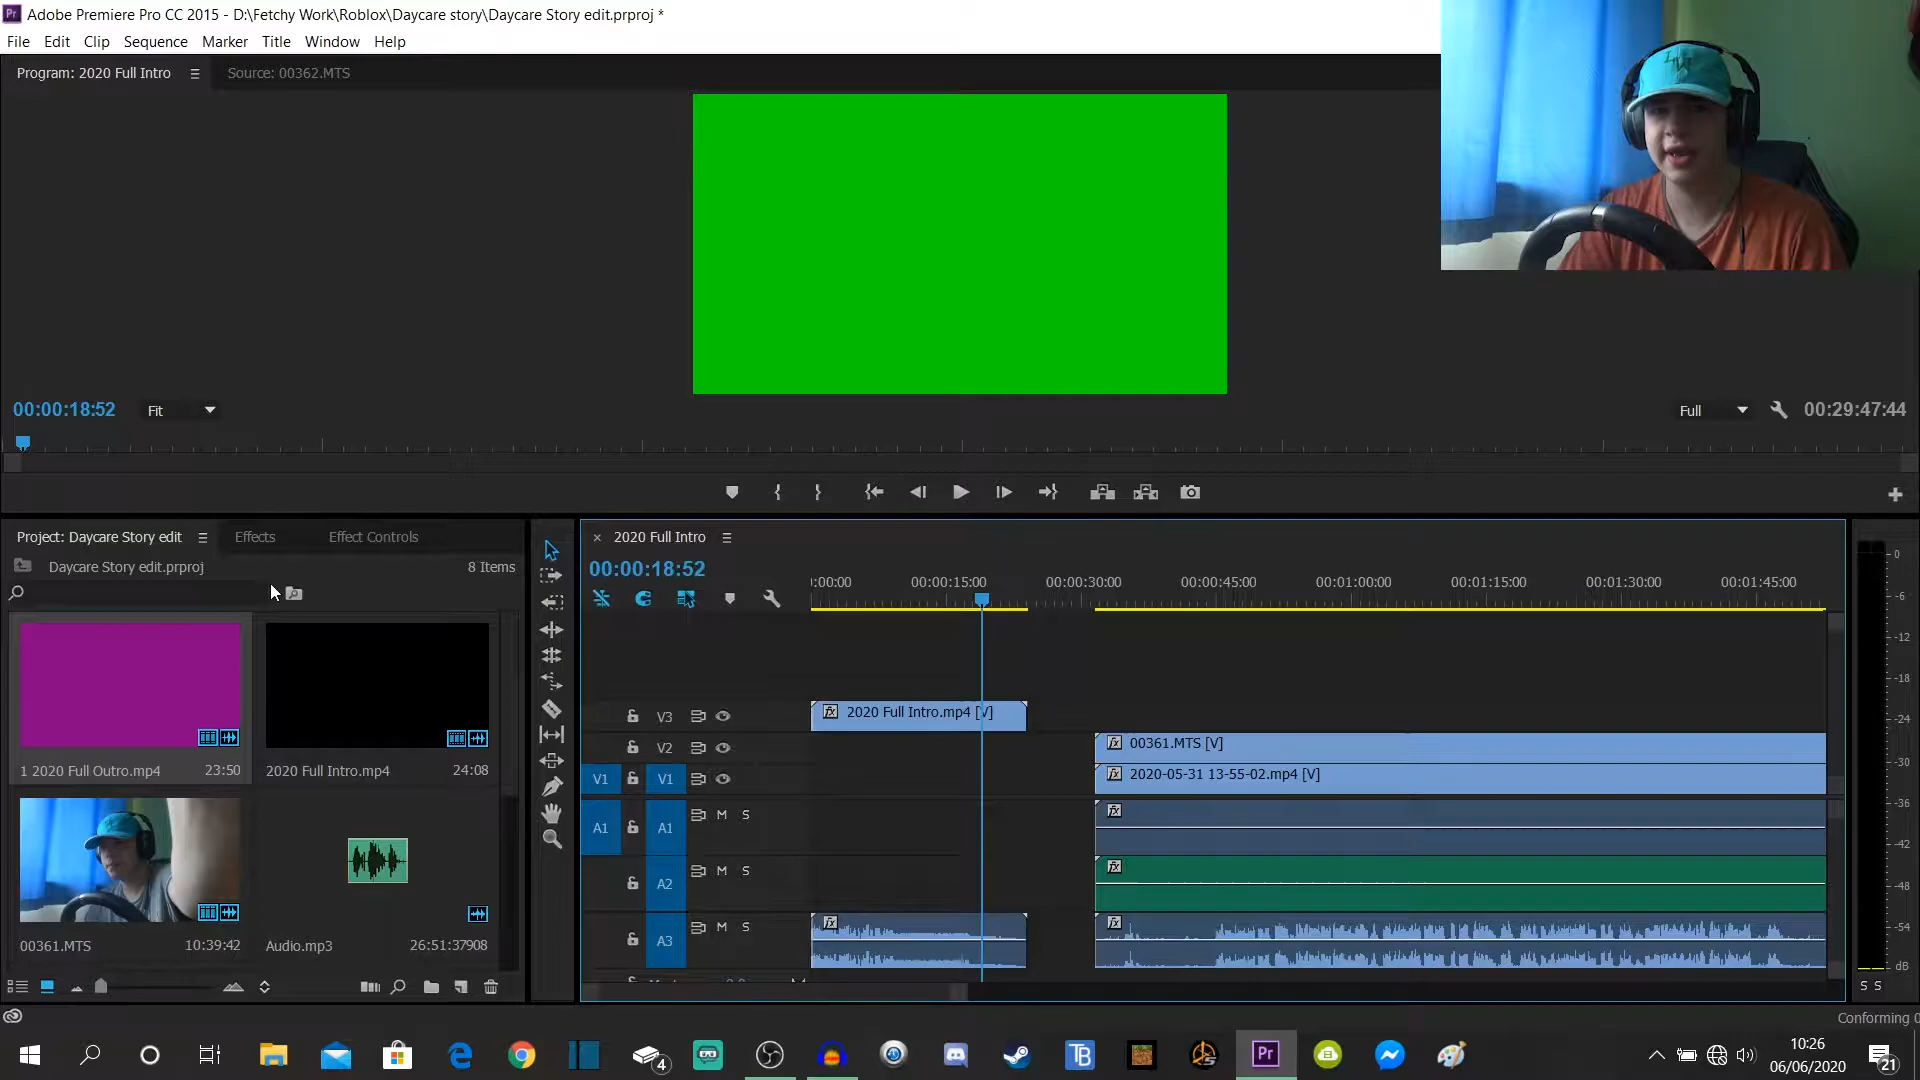 Adobe Premiere Pro CC 2015 - D:\Fetchy Work\Roblox\Daycare story\Daycare Story edit.prproj *
File Edit Clip Sequence Marker Title Window Help
Program: 2020 Full Intro Source: 00362.MTS
00:00:18:52 Fit Full 00:29:47:44
Project: Daycare Story edit Effects Effect Controls
Daycare Story edit.prproj 8 Items
1 2020 Full Outro.mp4 23:50 2020 Full Intro.mp4 24:08
00361.MTS 10:39:42 Audio.mp3 26:51:37908
2020 Full Intro
00:00:18:52
:00:00 00:00:15:00 00:00:30:00 00:00:45:00 00:01:00:00 00:01:15:00 00:01:30:00 00:01:45:00
V3 2020 Full Intro.mp4 [V]
V2 00361.MTS [V]
V1 V1 2020-05-31 13-55-02.mp4 [V]
A1 A1 M S
A2 M S
A3 M S
0
-6
-12
-18
-24
-30
-36
-42
-48
-54
dB
S S
Conforming
Pr
4
TB
10:26
06/06/2020
21